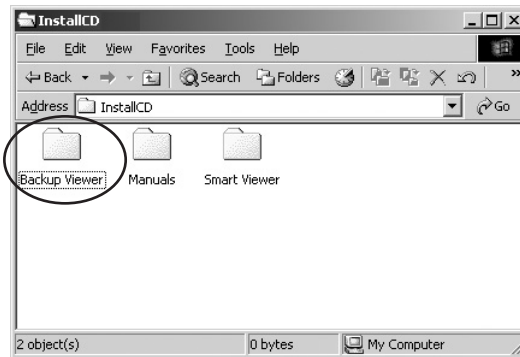 InstallCD
File Edit View Favorites Tools Help
Back Search Folders »
Address InstallCD Go
Backup Viewer Manuals Smart Viewer
2 object(s) 0 bytes My Computer